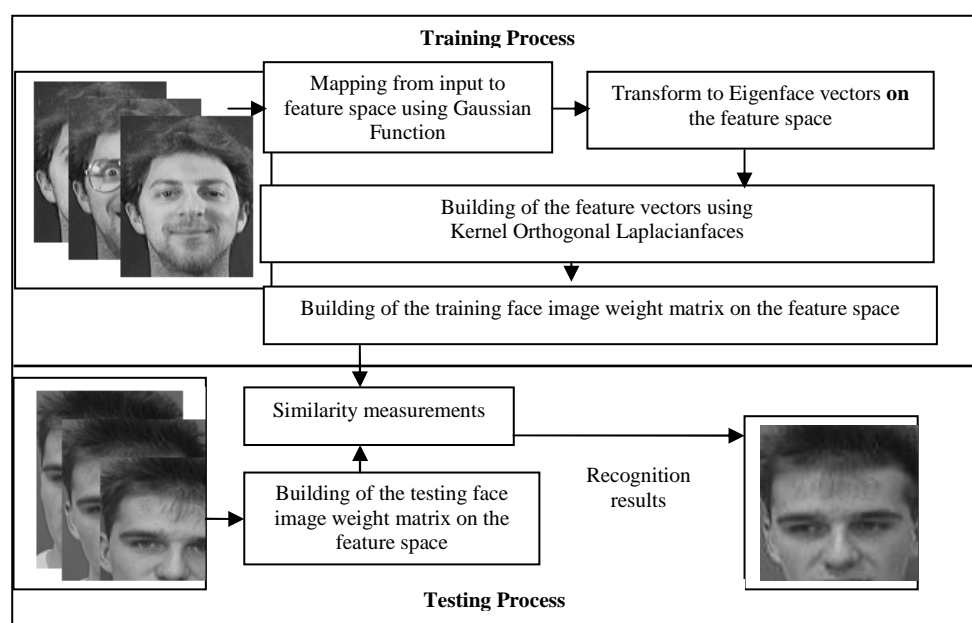 Training Process
Mapping from input to
feature space using Gaussian
Function
Transform to Eigenface vectors on
the feature space
Building of the feature vectors using
Kernel Orthogonal Laplacianfaces
Building of the training face image weight matrix on the feature space
Similarity measurements
Building of the testing face
image weight matrix on the
feature space
Recognition
results
Testing Process